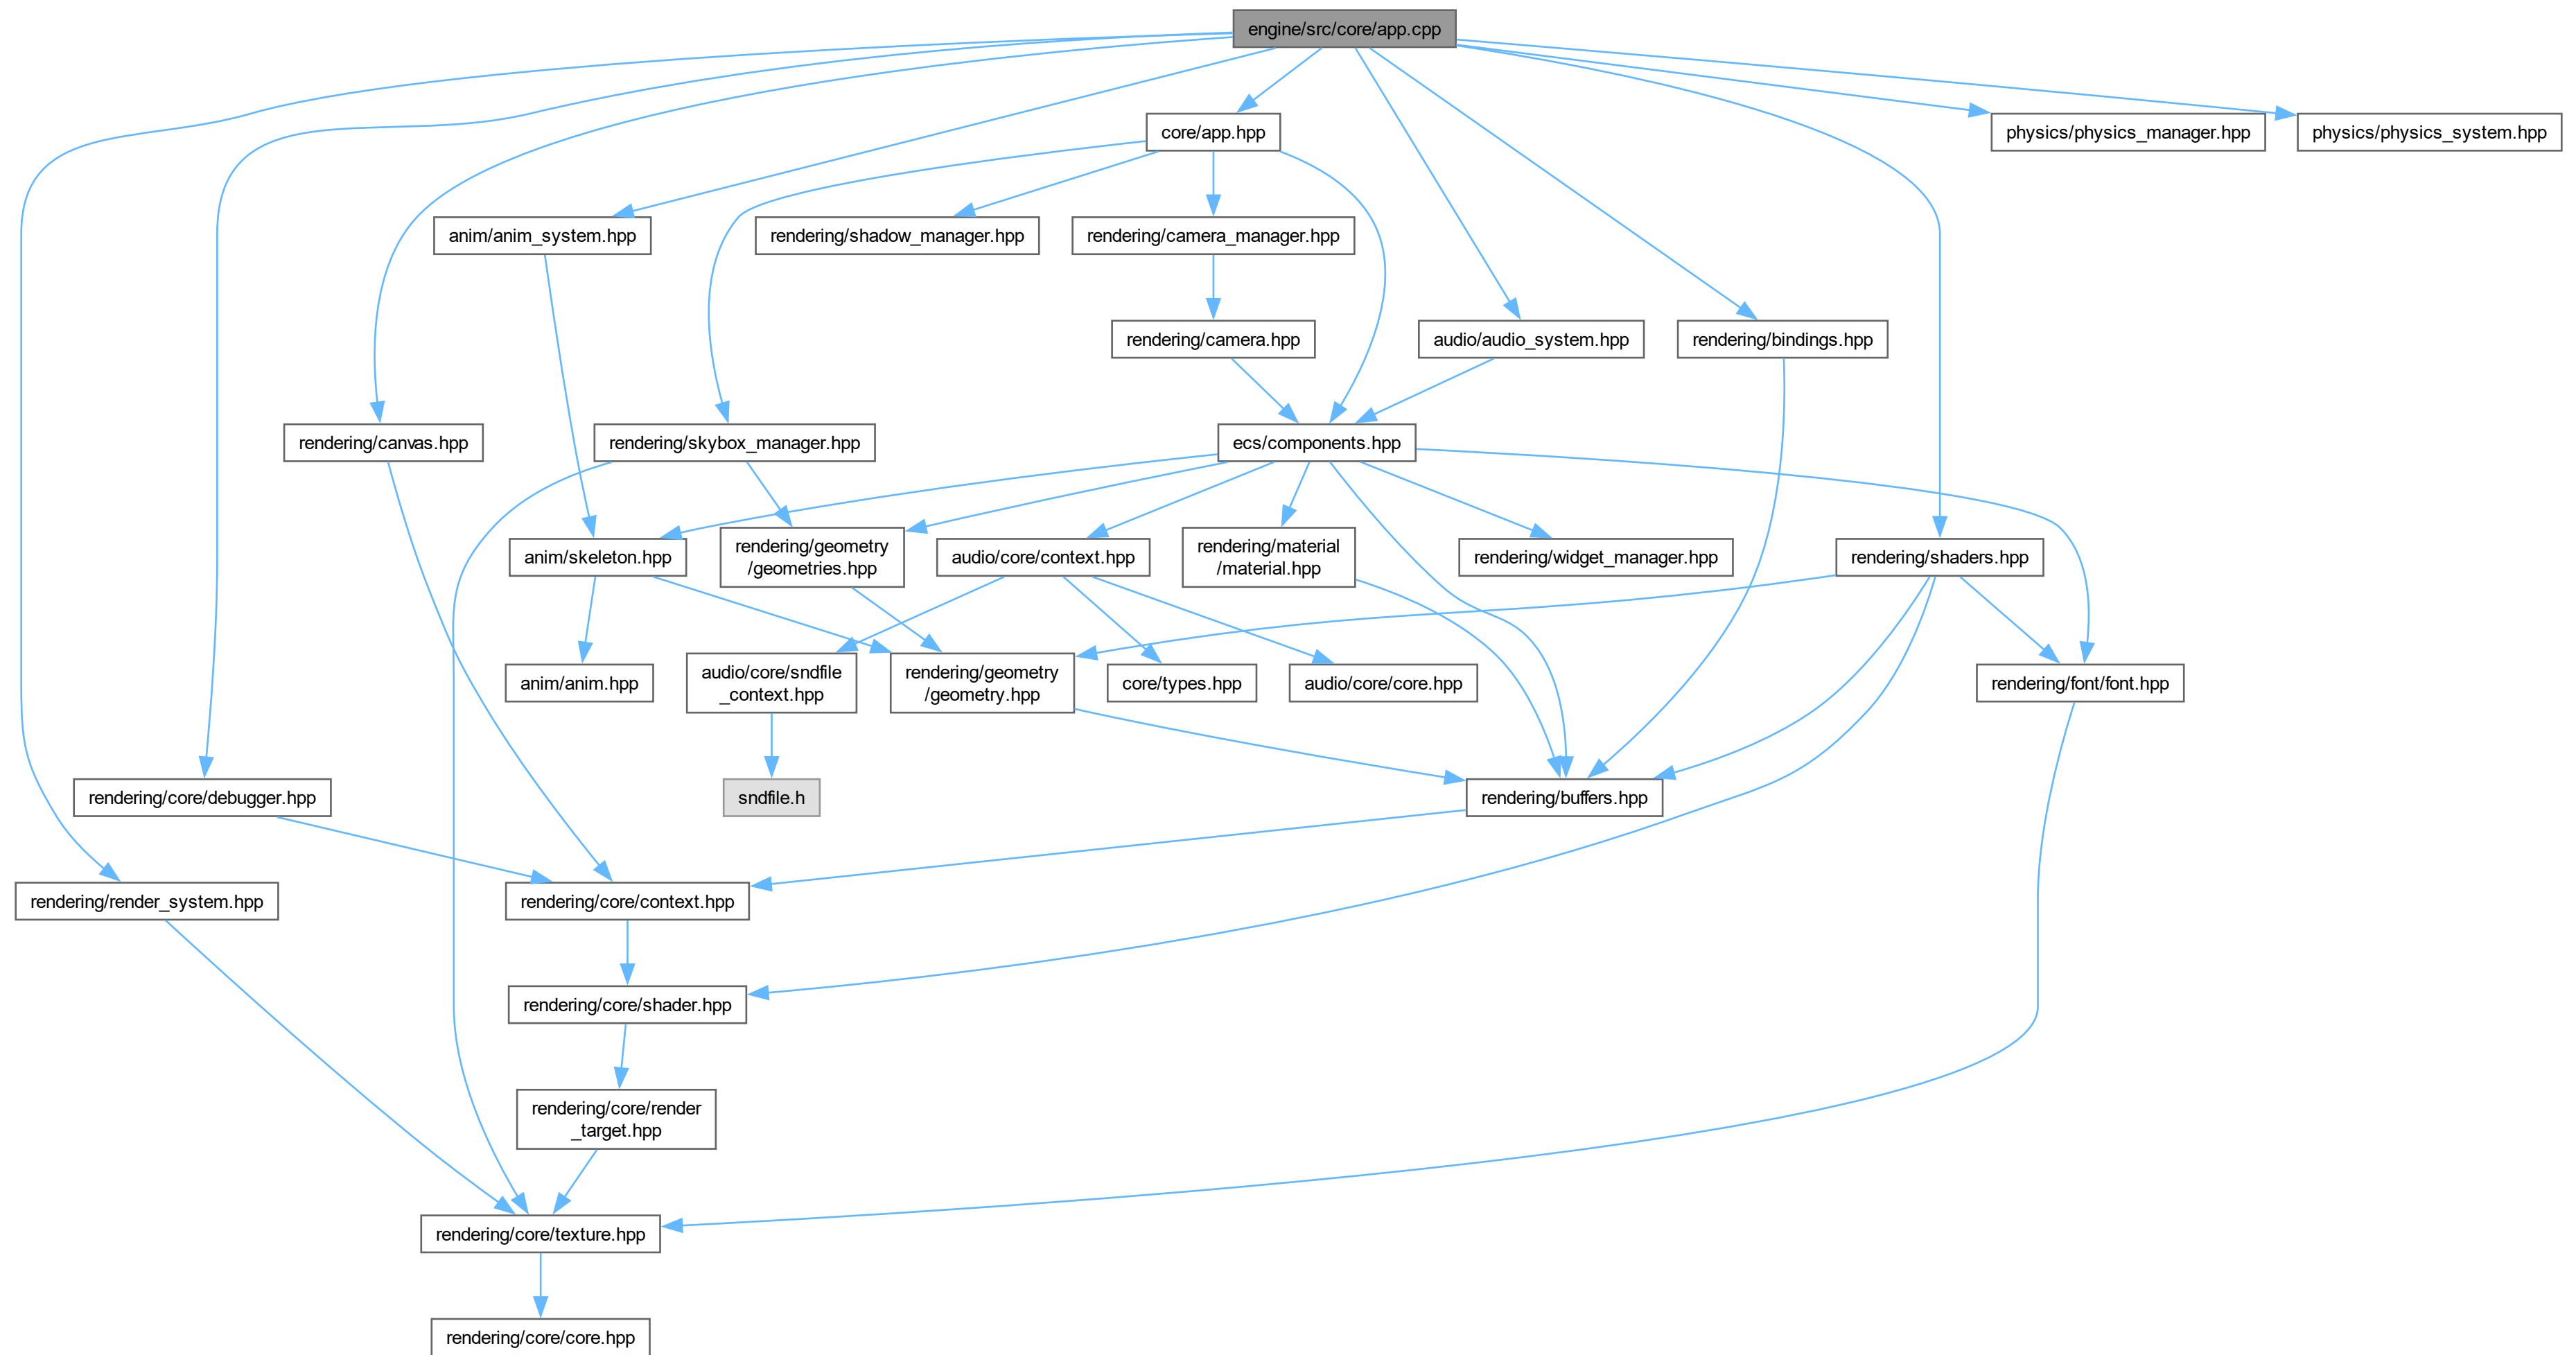 engine/src/core/app.cpp
core/app.hpp
physics/physics_manager.hpp
physics/physics_system.hpp
anim/anim_system.hpp
rendering/shadow_manager.hpp
rendering/camera_manager.hpp
rendering/camera.hpp
audio/audio_system.hpp
rendering/bindings.hpp
rendering/canvas.hpp
rendering/skybox_manager.hpp
ecs/components.hpp
anim/skeleton.hpp
rendering/geometry
/geometries.hpp
audio/core/context.hpp
rendering/material
/material.hpp
rendering/widget_manager.hpp
rendering/shaders.hpp
anim/anim.hpp
audio/core/sndfile
_context.hpp
rendering/geometry
/geometry.hpp
core/types.hpp
audio/core/core.hpp
rendering/font/font.hpp
rendering/core/debugger.hpp
sndfile.h
rendering/buffers.hpp
rendering/render_system.hpp
rendering/core/context.hpp
rendering/core/shader.hpp
rendering/core/render
_target.hpp
rendering/core/texture.hpp
rendering/core/core.hpp